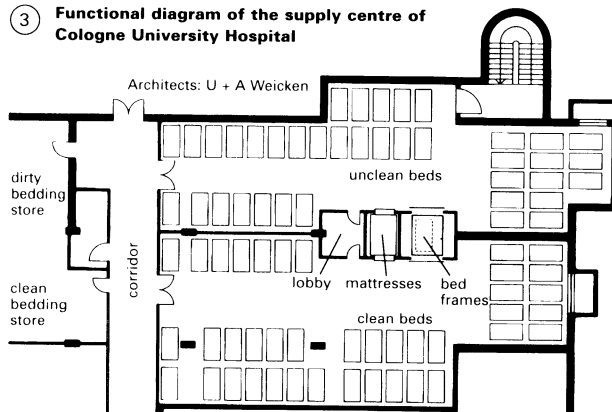 3 Functional diagram of the supply centre of
Cologne University Hospital
Architects: U + A Weicken
unclean beds
dirty
bedding
store
corridor
lobby
mattresses
bed
frames
clean
bedding
store
clean beds